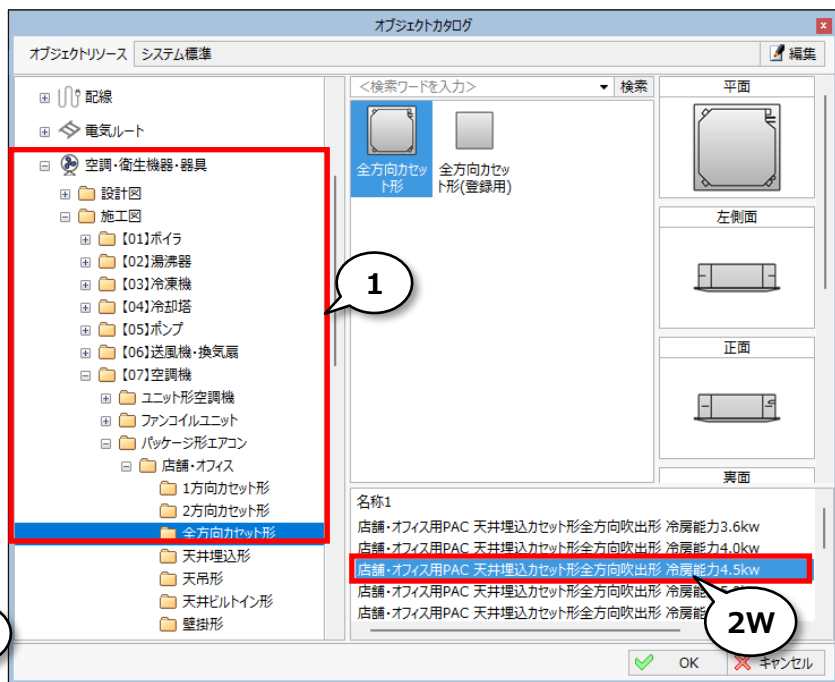 オブジェクトカタログ
オブジェクトリソース システム標準 編集
配線
電気ルート
空調・衛生機器・器具
設計図
施工図
【01】ボイラ
【02】湯沸器
【03】冷凍機
【04】冷却塔
【05】ポンプ
【06】送風機・換気扇
【07】空調機
ユニット形空調機
ファンコイルユニット
パッケージ形エアコン
店舗・オフィス
1方向カセット形
2方向カセット形
全方向カセット形
天井埋込形
天吊形
天井ビルトイン形
壁掛形
1
<検索ワードを入力> 検索
全方向カセッ
ト形
全方向カセッ
ト形(登録用)
平面
左側面
正面
裏面
名称1
店舗・オフィス用PAC 天井埋込カセット形全方向吹出形 冷房能力3.6kw
店舗・オフィス用PAC 天井埋込カセット形全方向吹出形 冷房能力4.0kw
店舗・オフィス用PAC 天井埋込カセット形全方向吹出形 冷房能力4.5kw
店舗・オフィス用PAC 天井埋込カセット形全方向吹出形 冷房能
店舗・オフィス用PAC 天井埋込カセット形全方向吹出形 冷房能
2W
OK キャンセル